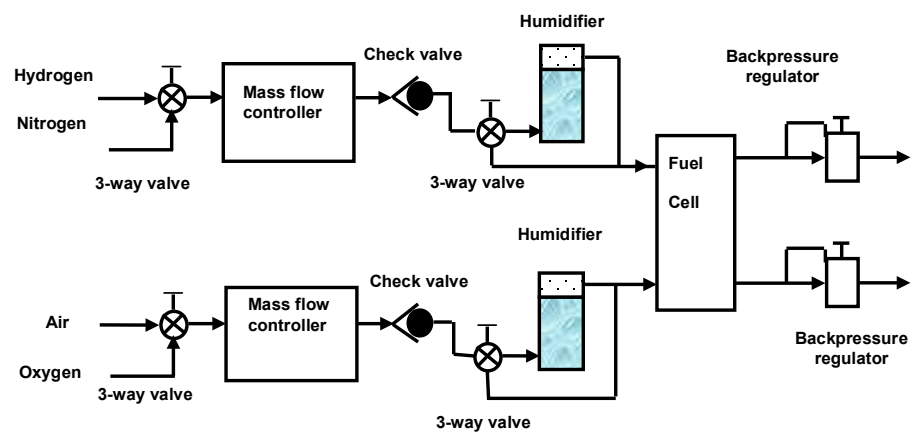 Humidifier
Check valve
Backpressure
regulator
Hydrogen
Nitrogen
Mass flow
controller
3-way valve
3-way valve
Fuel
Cell
Humidifier
Check valve
Mass flow
controller
Air
Oxygen
3-way valve
3-way valve
Backpressure
regulator